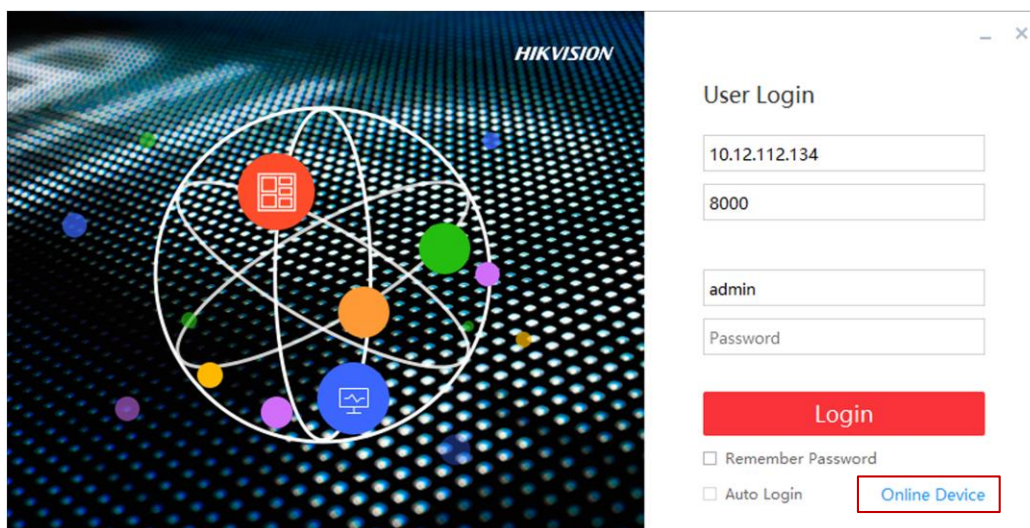 HIKVISION
User Login
10.12.112.134
8000
admin
Password
Login
Remember Password
Auto Login
Online Device